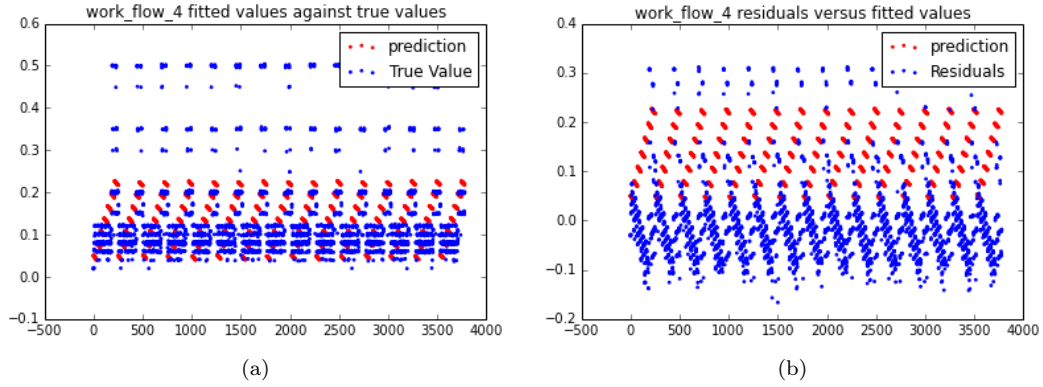 work_flow_4 fitted values against true values
0.6
0.5
0.4
0.3
0.2
0.1
0.0
−0.1
prediction
True Value
−500 0 500 1000 1500 2000 2500 3000 3500 4000
(a)
work_flow_4 residuals versus fitted values
0.4
0.3
0.2
0.1
0.0
−0.1
−0.2
prediction
Residuals
−500 0 500 1000 1500 2000 2500 3000 3500 4000
(b)